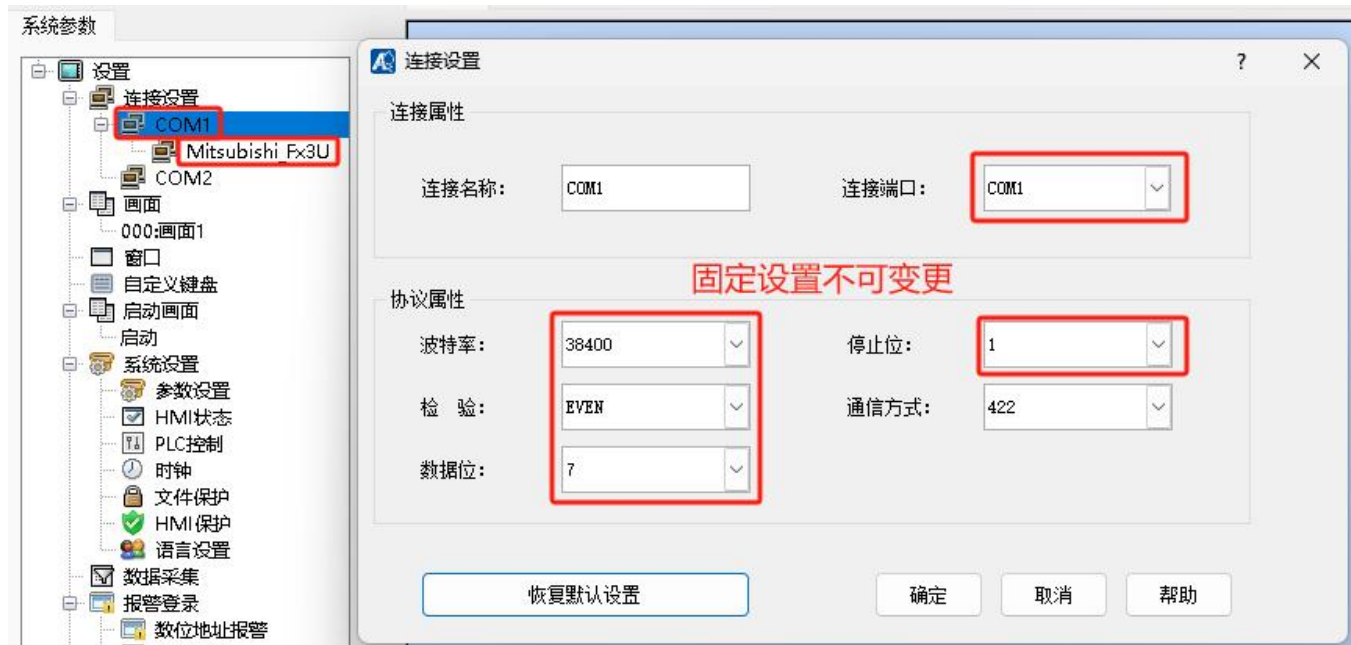 系统参数
设置
连接设置
COM1
Mitsubishi_Fx3U
COM2
画面
000:画面1
窗口
自定义键盘
启动画面
启动
系统设置
参数设置
HMI状态
PLC控制
时钟
文件保护
HMI保护
语言设置
数据采集
报警登录
数位地址报警
连接设置
?
连接属性
连接名称: COM1 连接端口: COM1
固定设置不可变更
协议属性
波特率: 38400 停止位: 1
检 验: EVEN 通信方式: 422
数据位: 7
恢复默认设置 确定 取消 帮助